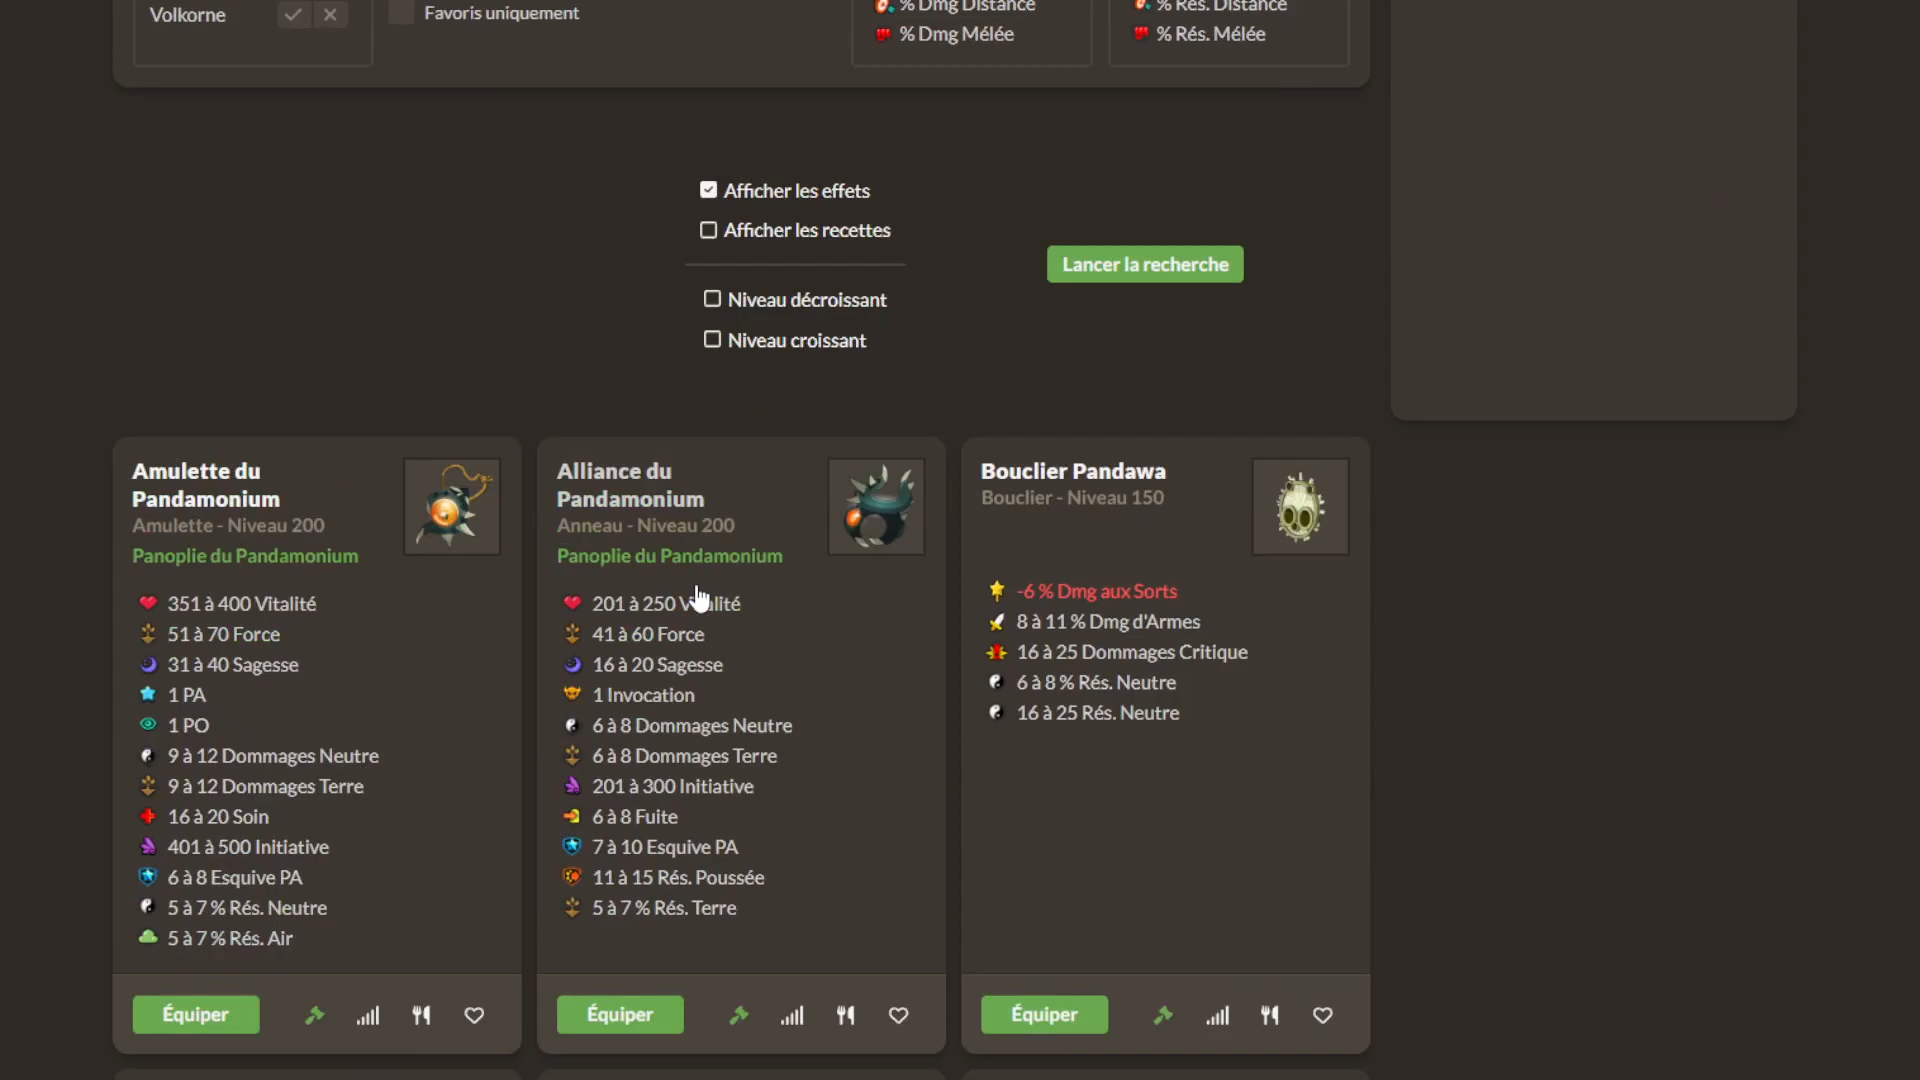 Volkorne
Favoris uniquement
% Dmg Distance
% Dmg Mélée
% Rés. Distance
% Rés. Mélée
Afficher les effets
Afficher les recettes
Niveau décroissant
Niveau croissant
Lancer la recherche
Amulette du
Pandamonium
Amulette - Niveau 200
Panoplie du Pandamonium
351 à 400 Vitalité
51 à 70 Force
31 à 40 Sagesse
1 PA
1 PO
9 à 12 Dommages Neutre
9 à 12 Dommages Terre
16 à 20 Soin
401 à 500 Initiative
6 à 8 Esquive PA
5 à 7 % Rés. Neutre
5 à 7 % Rés. Air
Équiper
Alliance du
Pandamonium
Anneau - Niveau 200
Panoplie du Pandamonium
201 à 250 Vitalité
41 à 60 Force
16 à 20 Sagesse
1 Invocation
6 à 8 Dommages Neutre
6 à 8 Dommages Terre
201 à 300 Initiative
6 à 8 Fuite
7 à 10 Esquive PA
11 à 15 Rés. Poussée
5 à 7 % Rés. Terre
Équiper
Bouclier Pandawa
Bouclier - Niveau 150
-6 % Dmg aux Sorts
8 à 11 % Dmg d'Armes
16 à 25 Dommages Critique
6 à 8 % Rés. Neutre
16 à 25 Rés. Neutre
Équiper